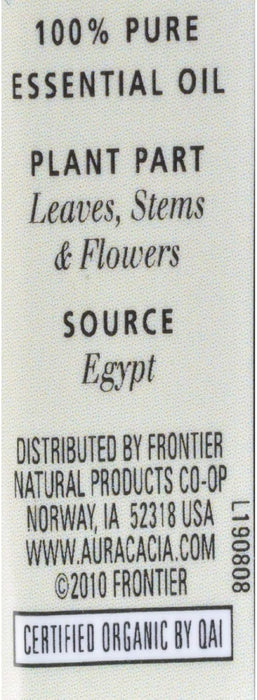 100% PURE
ESSENTIAL OIL
PLANT PART
Leaves, Stems
& Flowers
SOURCE
Egypt
DISTRIBUTED BY FRONTIER
NATURAL PRODUCTS CO-OP
NORWAY, IA 52318 USA
WWW.AURACACIA.COM
©2010 FRONTIER
L190808
CERTIFIED ORGANIC BY QAI